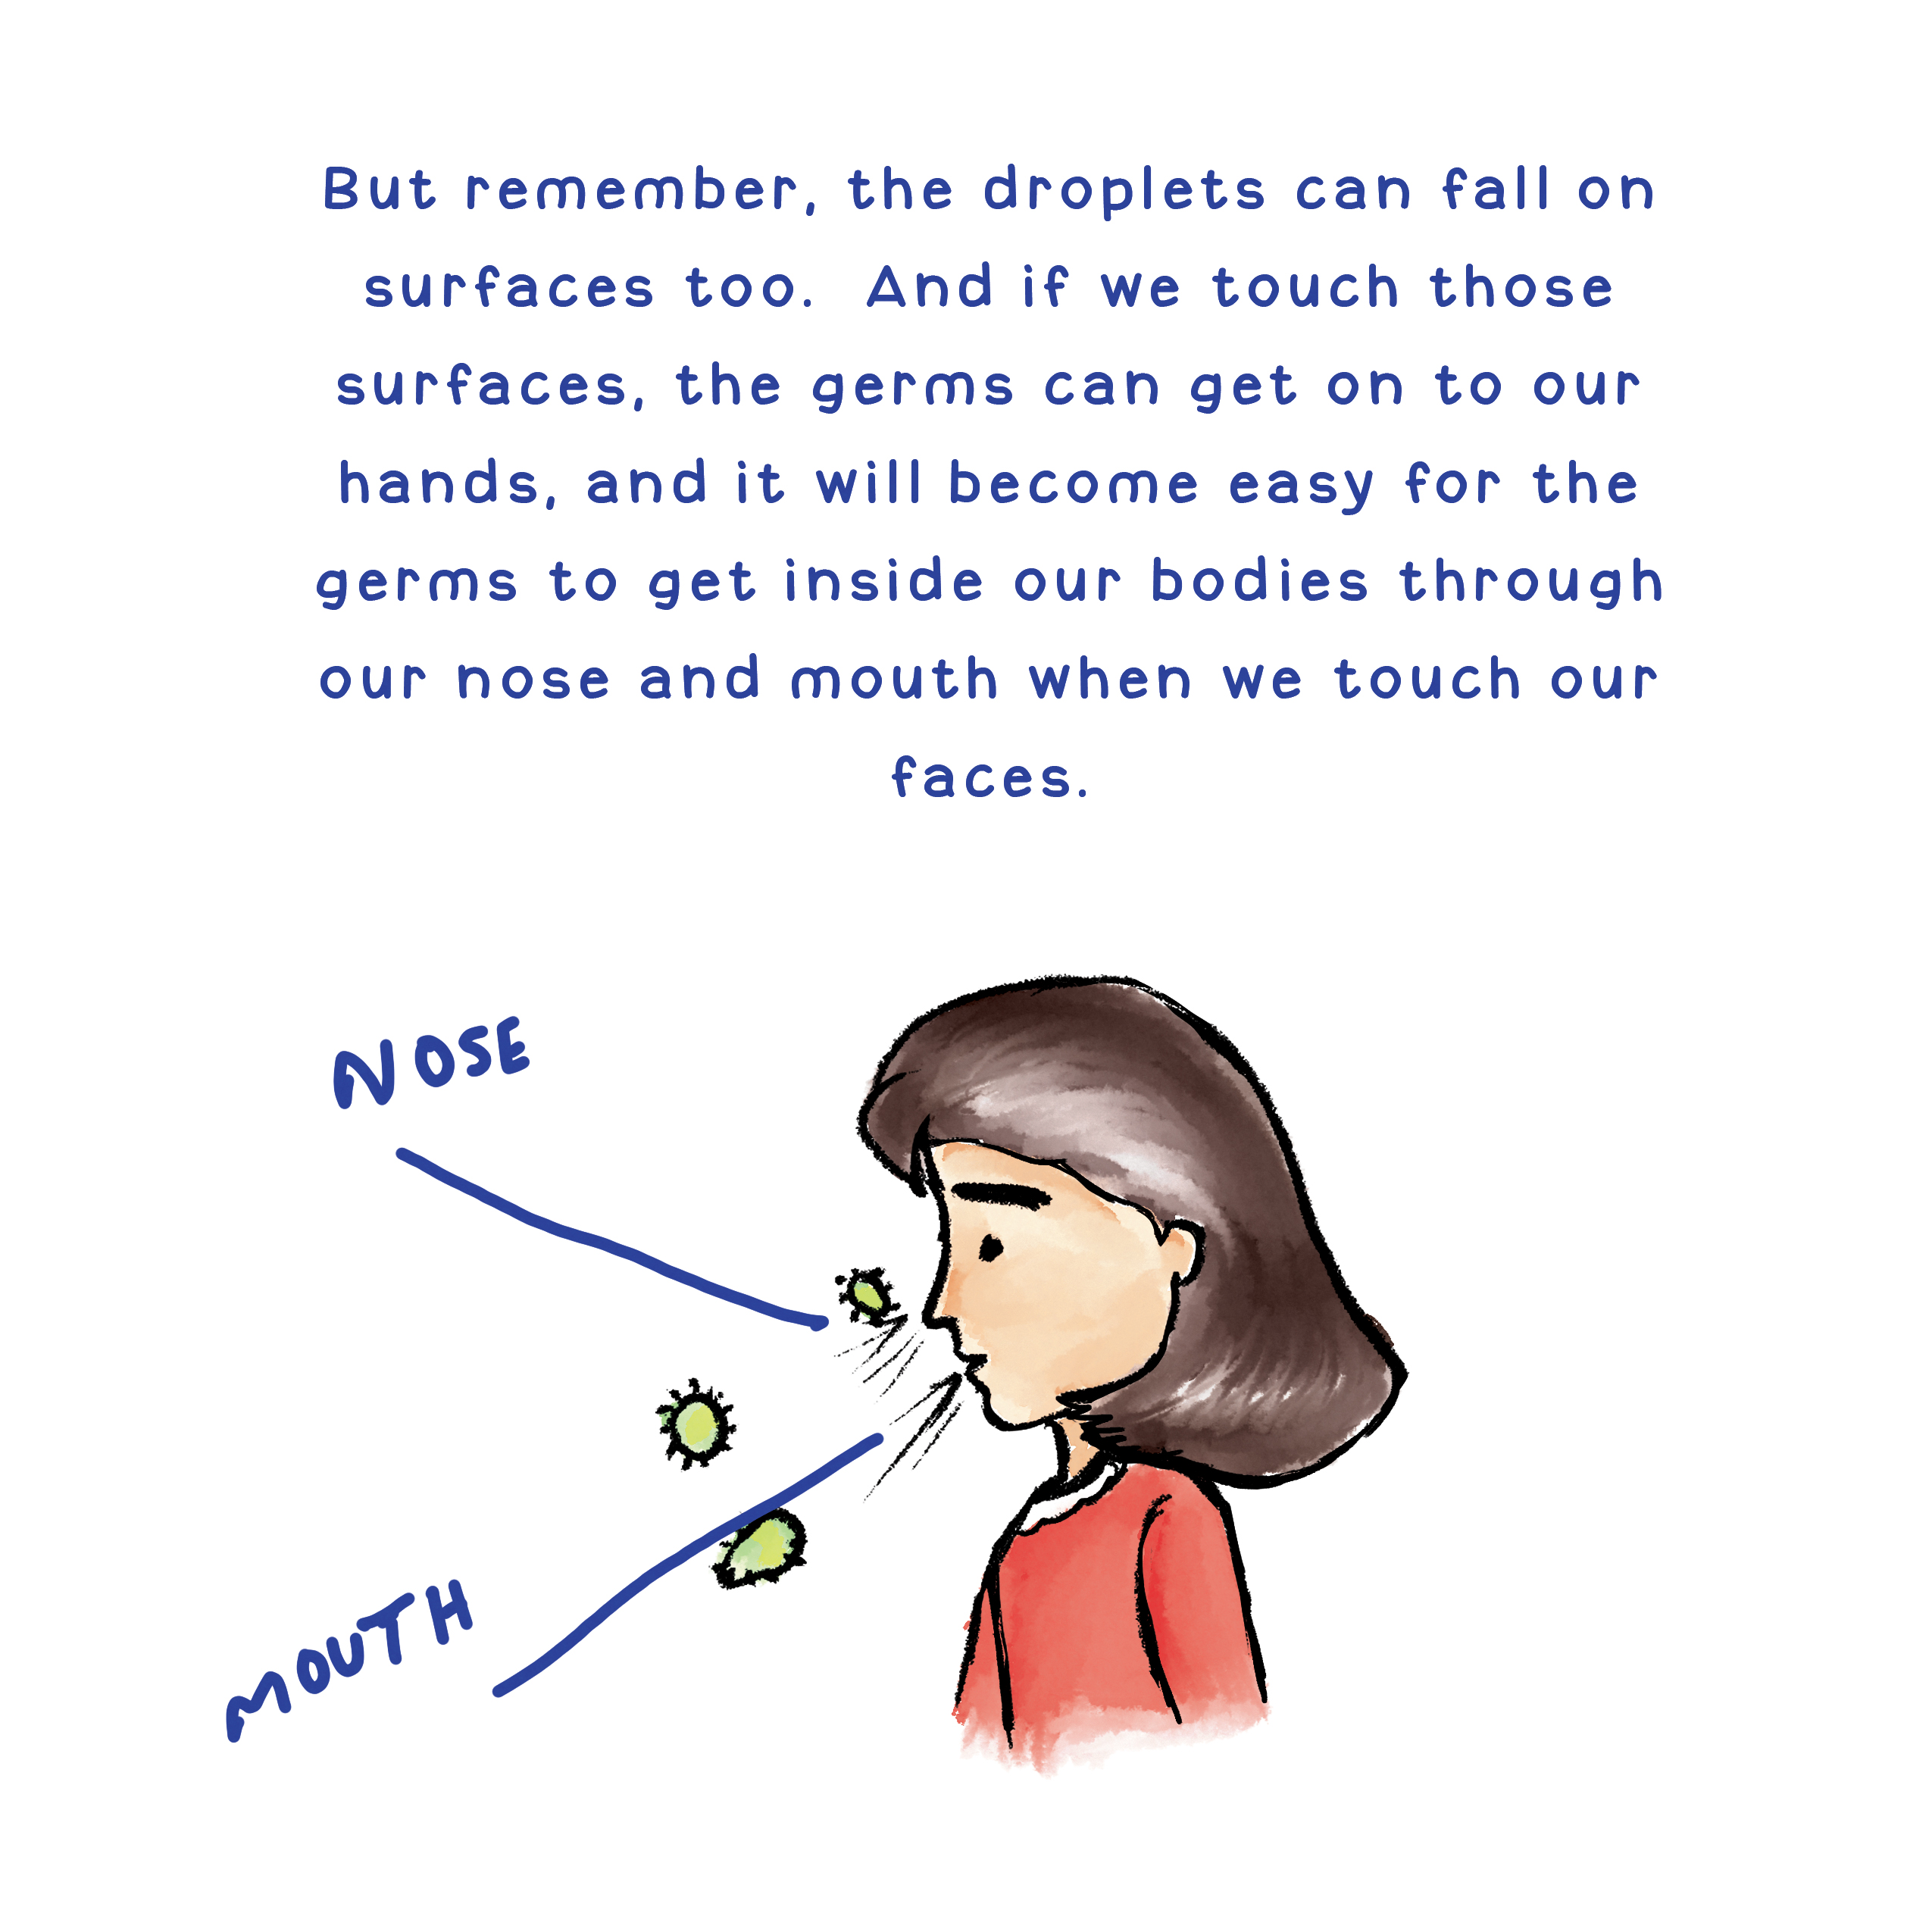 But remember, the droplets can fall on
surfaces too.  And if we touch those
surfaces, the germs can get on to our
hands, and it will become easy for the
germs to get inside our bodies through
our nose and mouth when we touch our
faces.
NOSE
MOUTH